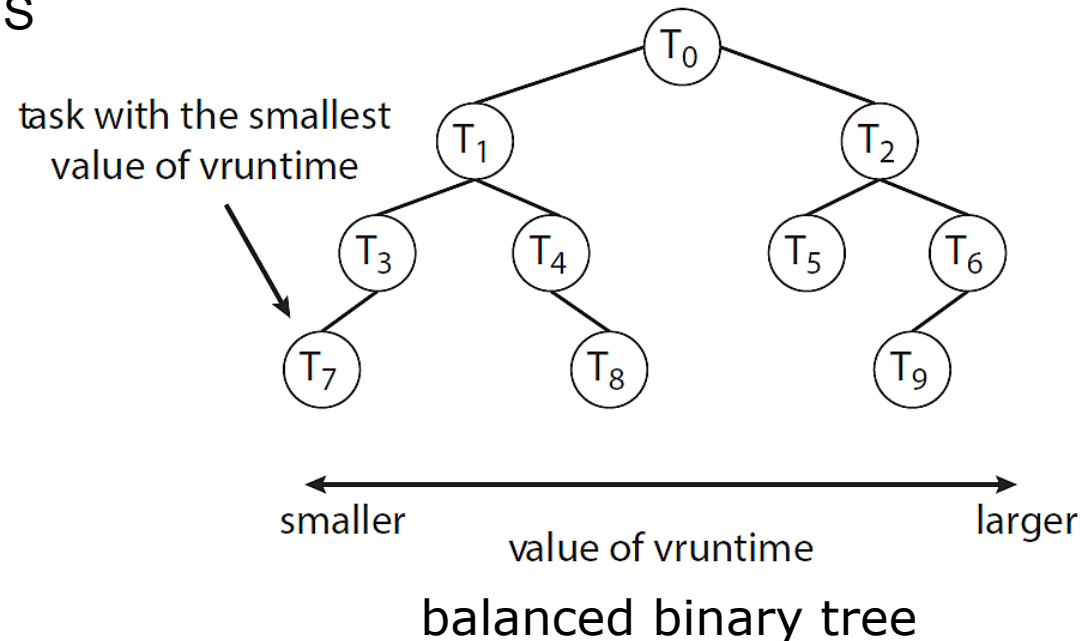 s
T0
task with the smallest
value of vruntime
T1
T2
T3
T4
T5
T6
T7
T8
T9
smaller
larger
value of vruntime
balanced binary tree